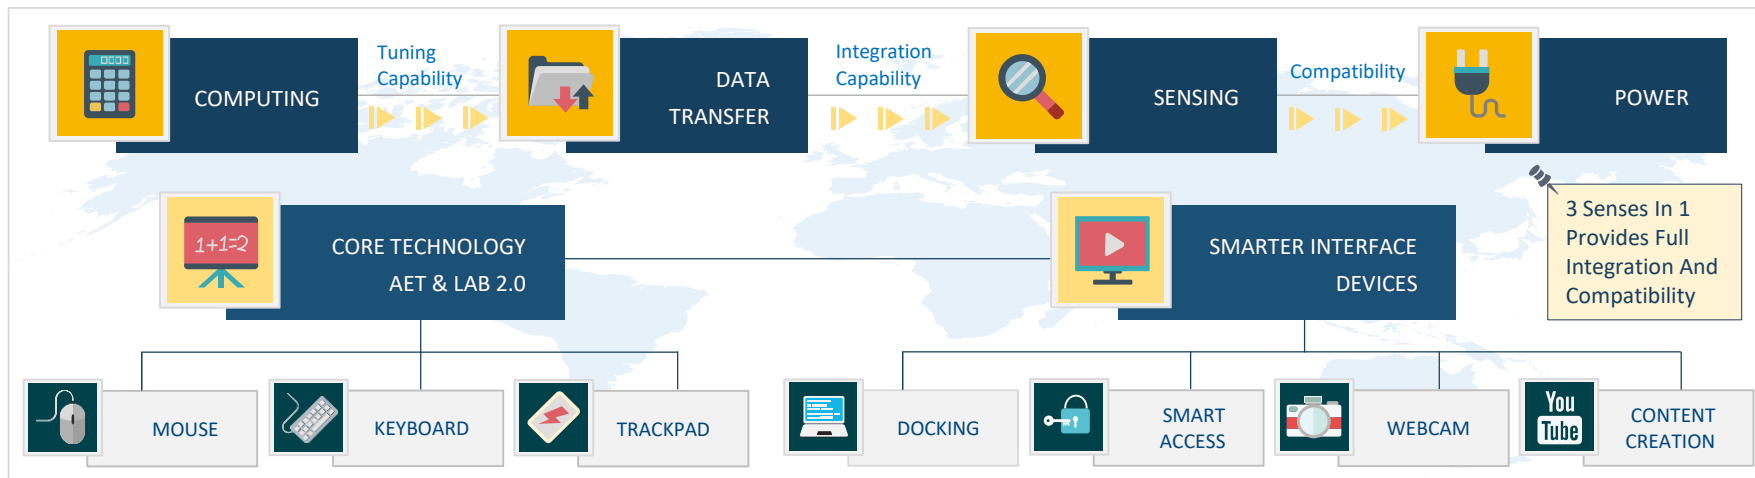 COMPUTING
Tuning
Capability
DATA
TRANSFER
Integration
Capability
SENSING
Compatibility
POWER
1+1=2
CORE TECHNOLOGY
AET & LAB 2.0
SMARTER INTERFACE
DEVICES
3 Senses In 1
Provides Full
Integration And
Compatibility
MOUSE
KEYBOARD
TRACKPAD
DOCKING
SMART
ACCESS
WEBCAM
You
Tube
CONTENT
CREATION